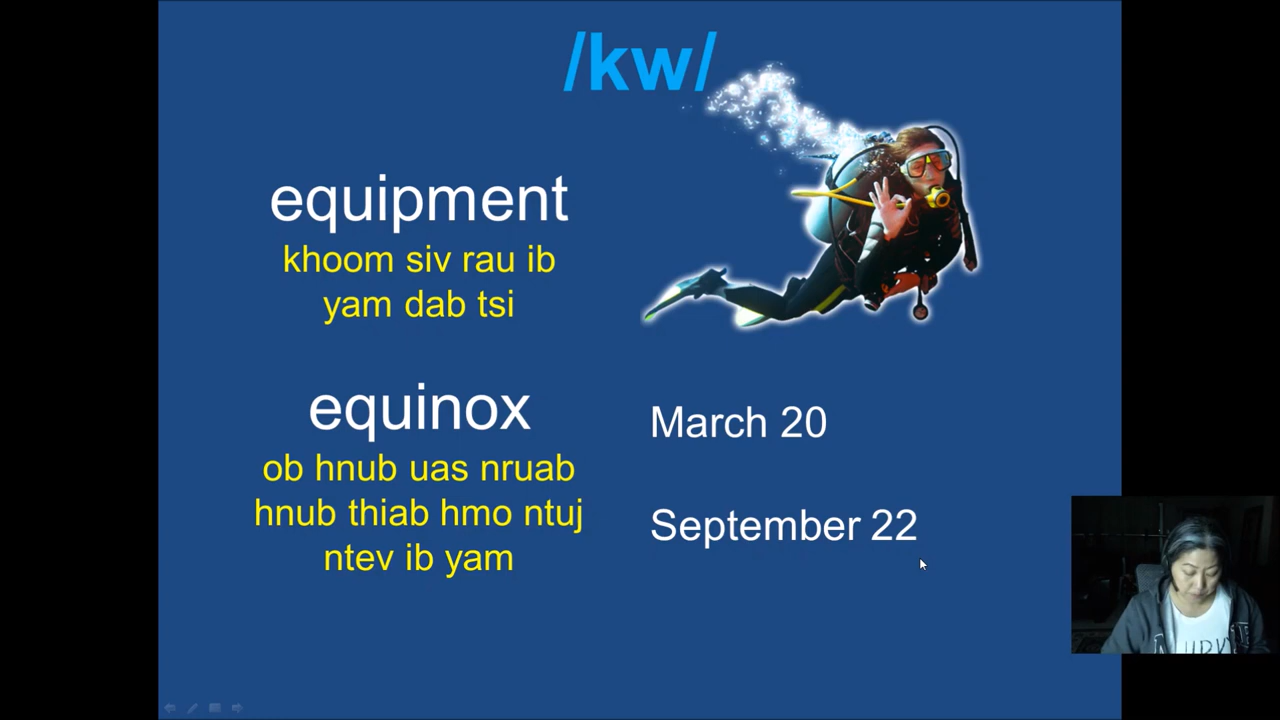 /kw/
equipment
khoom siv rau ib
yam dab tsi
equinox
ob hnub uas nruab
hnub thiab hmo ntuj
ntev ib yam
March 20
September 22